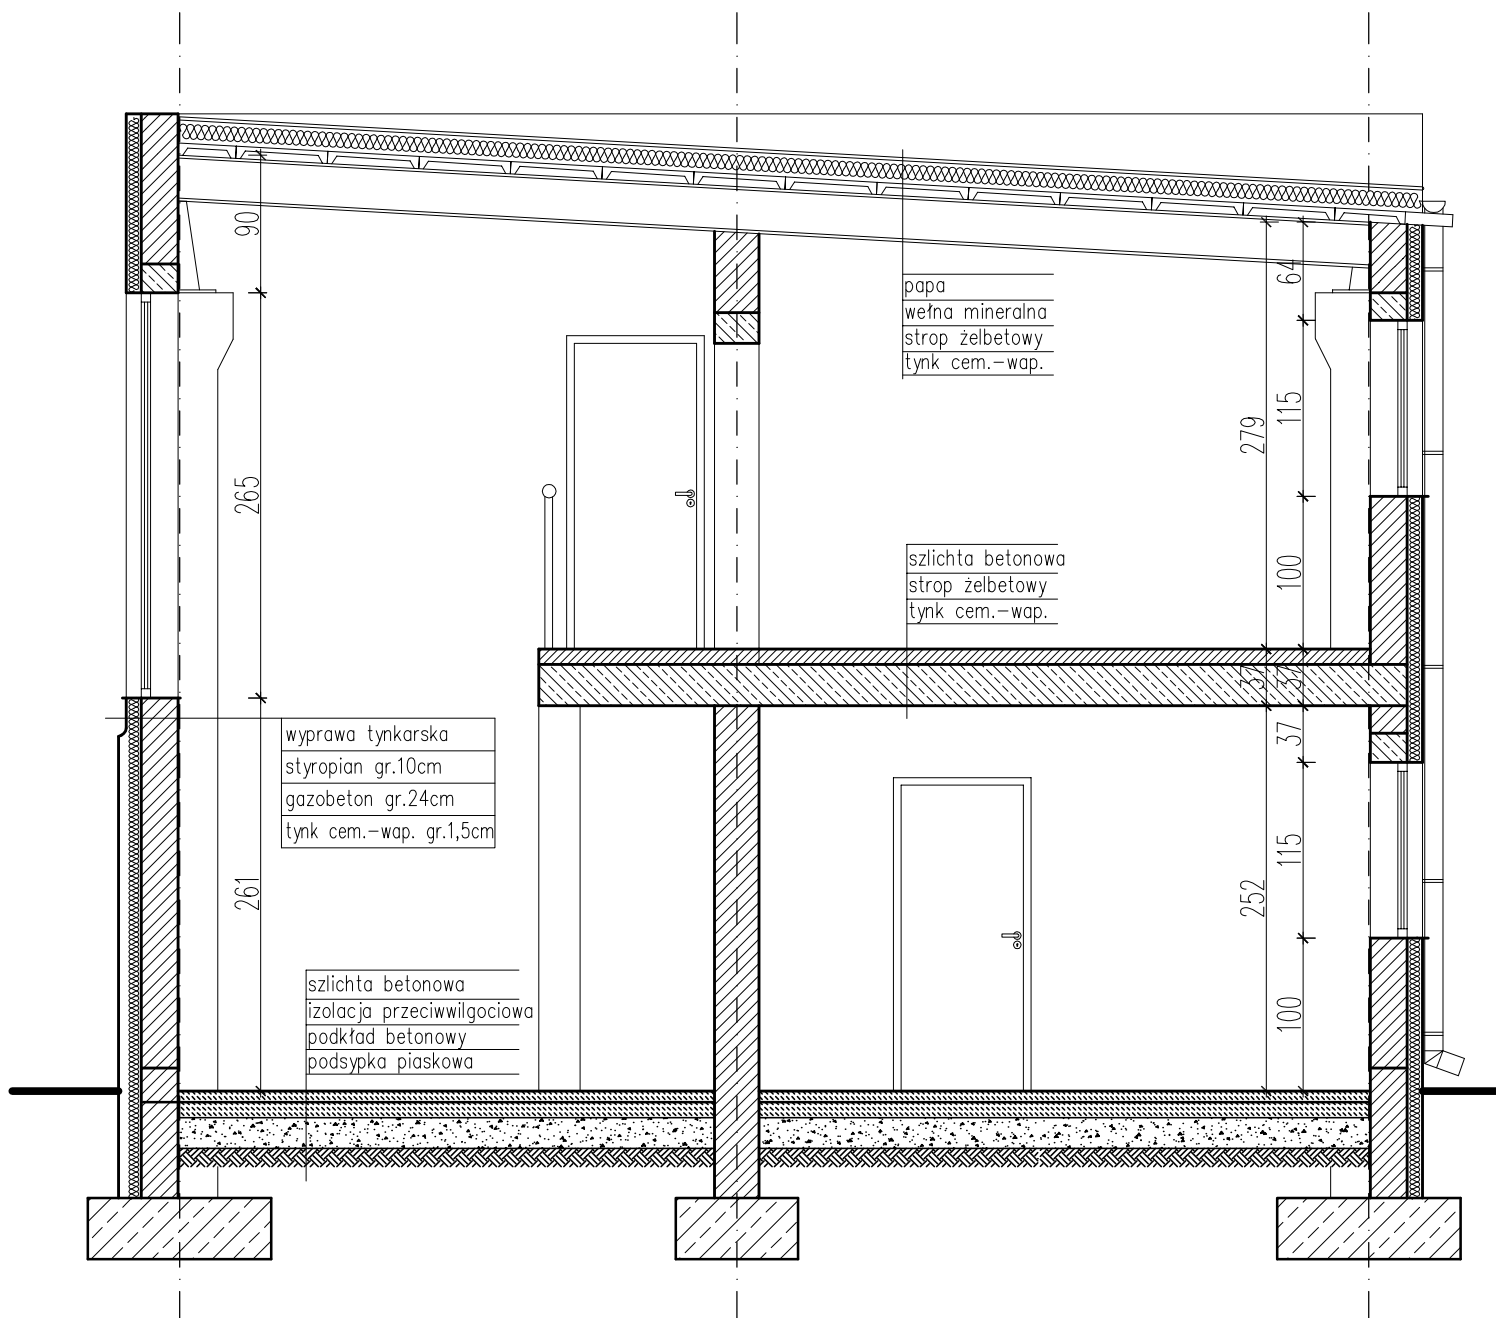 90
64
papa
wełna mineralna
strop żelbetowy
tynk cem.-wap.
115
279
265
szlichta betonowa
strop żelbetowy
tynk cem.-wap.
100
37
37
37
wyprawa tynkarska
styropian gr.10cm
gazobeton gr.24cm
tynk cem.-wap. gr.1,5cm
115
261
252
szlichta betonowa
izolacja przeciwwilgociowa
podkład betonowy
podsypka piaskowa
100